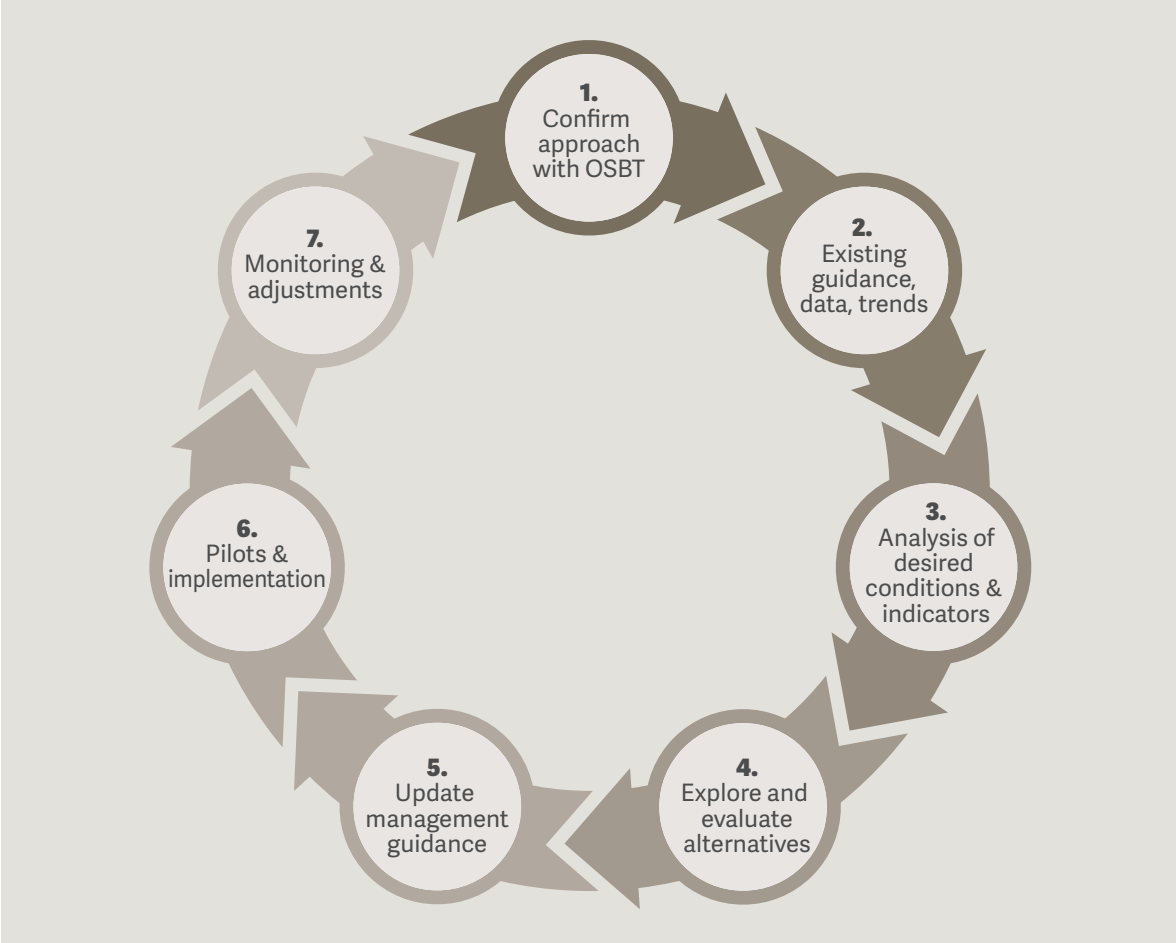 1.
Confirm
approach
with OSBT
2.
Existing
guidance,
data, trends
3.
Analysis of
desired
conditions &
indicators
4.
Explore and
evaluate
alternatives
5.
Update
management
guidance
6.
Pilots &
implementation
7.
Monitoring &
adjustments